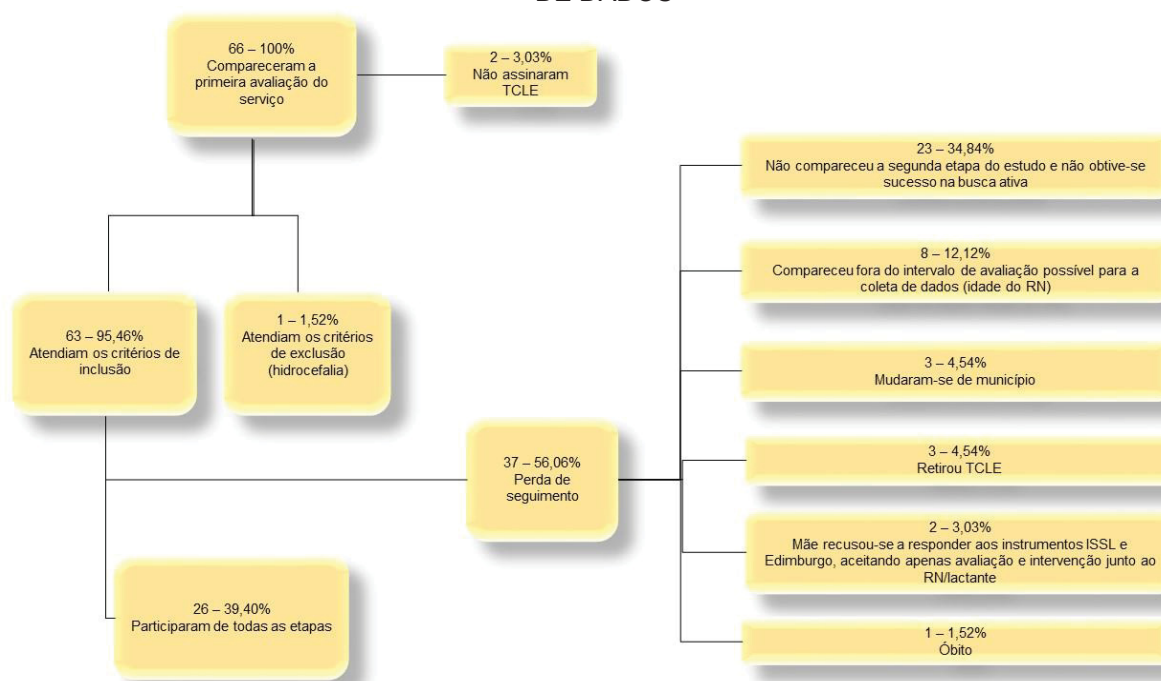 66 – 100%
Compareceram a
primeira avaliação do
serviço
2 – 3,03%
Não assinaram
TCLE
63 – 95,46%
Atendiam os critérios de
inclusão
1 – 1,52%
Atendiam os critérios
de exclusão
(hidrocefalia)
37 – 56,06%
Perda de
seguimento
26 – 39,40%
Participaram de todas as etapas
23 – 34,84%
Não compareceu a segunda etapa do estudo e não obtive-se
sucesso na busca ativa
8 – 12,12%
Compareceu fora do intervalo de avaliação possível para a
coleta de dados (idade do RN)
3 – 4,54%
Mudaram-se de município
3 – 4,54%
Retirou TCLE
2 – 3,03%
Mãe recusou-se a responder aos instrumentos ISSL e
Edimburgo, aceitando apenas avaliação e intervenção junto ao
RN/lactante
1 – 1,52%
Óbito